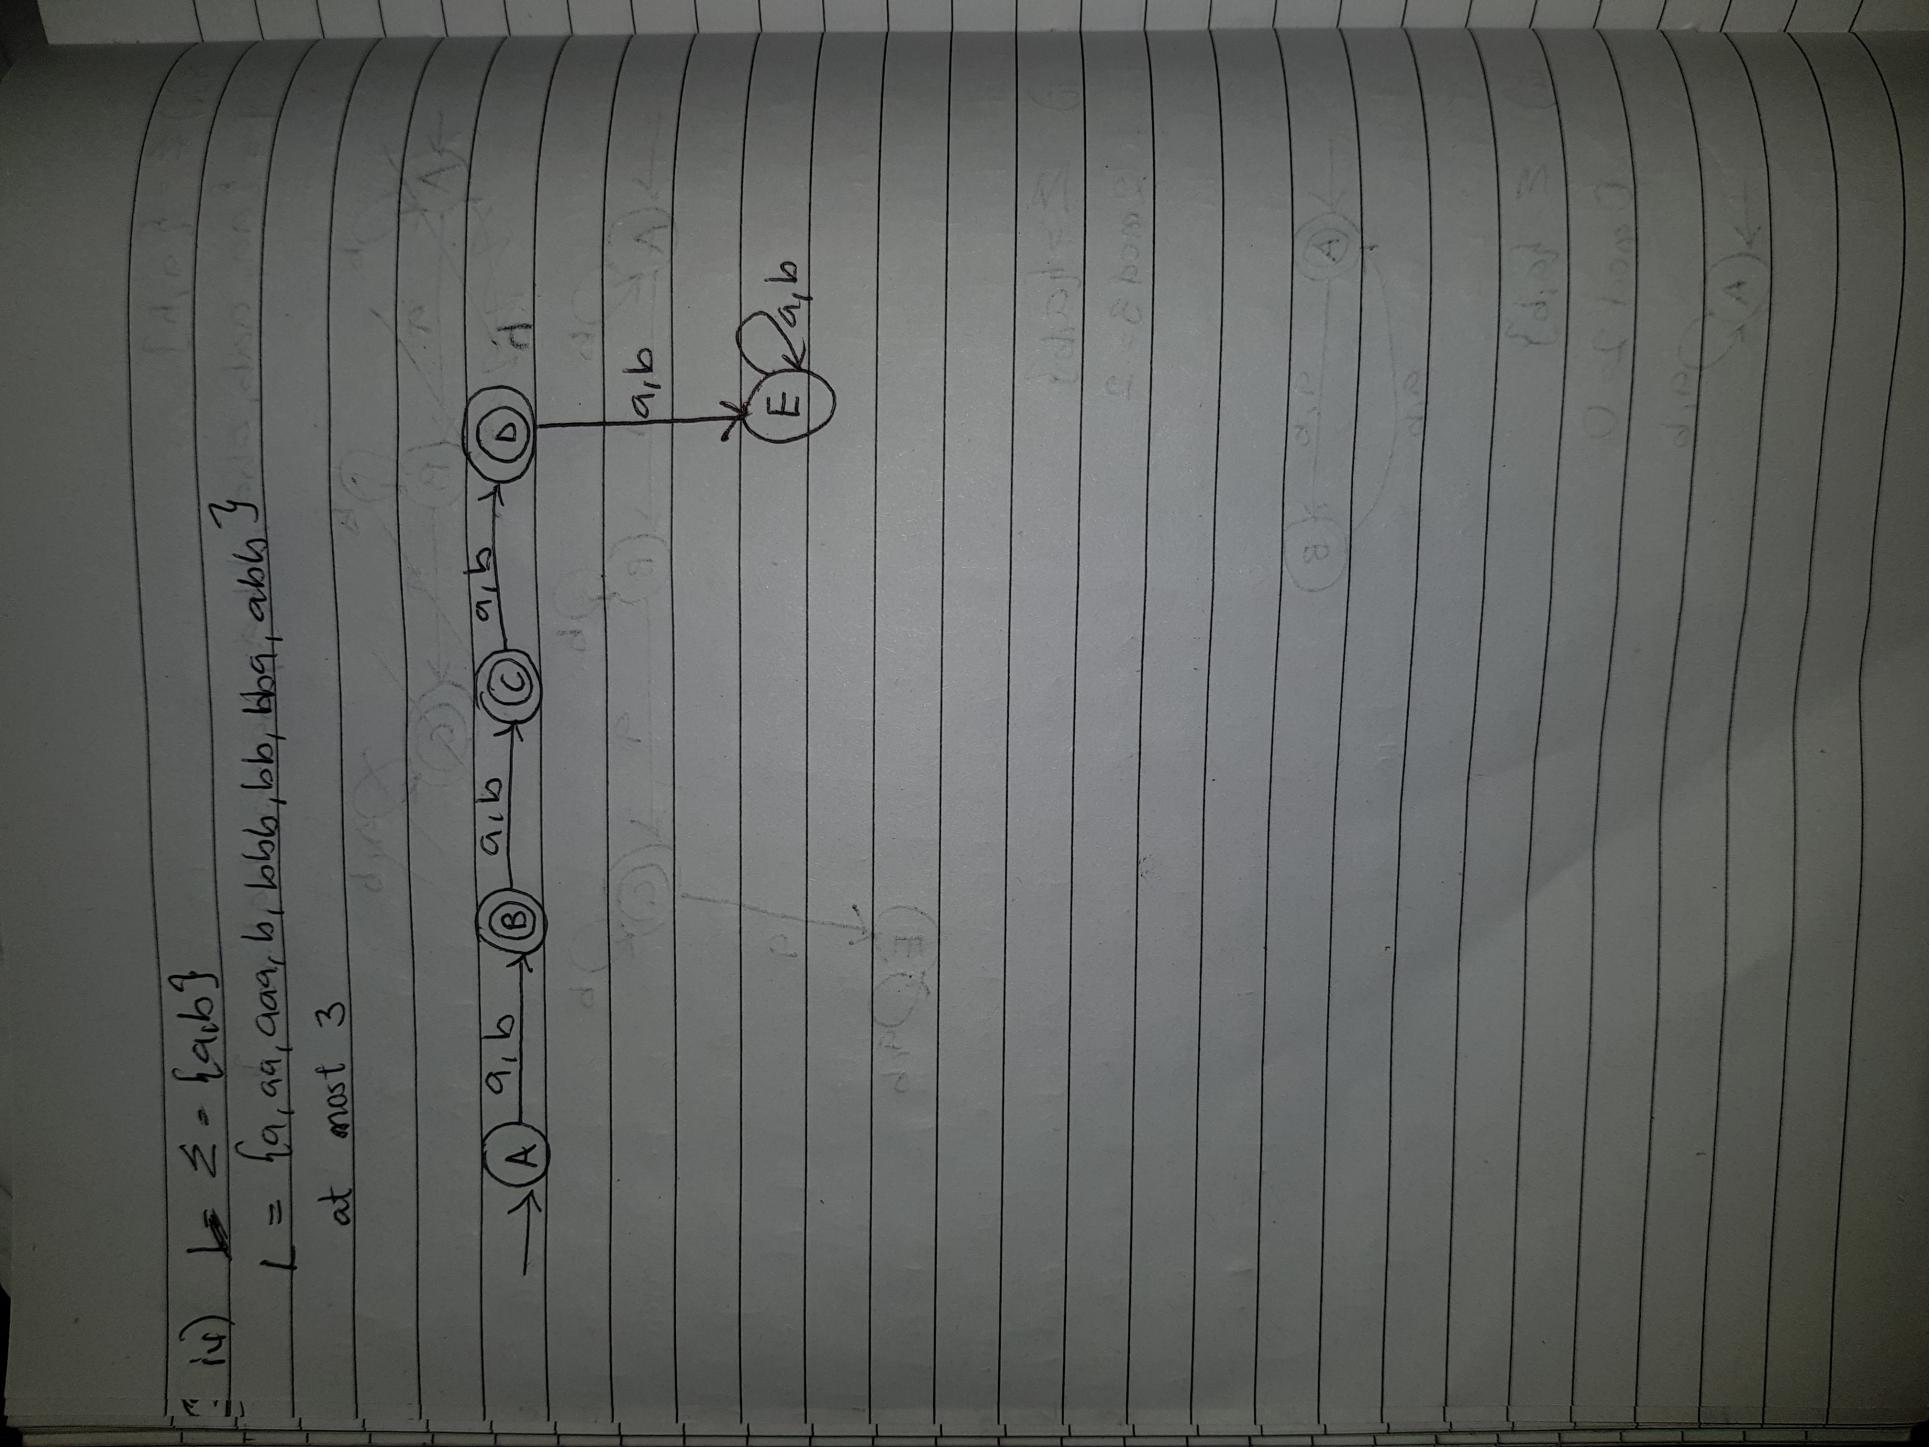 iv) Σ = {a,b}
L = {a, aa, aaa, b, bbb, bb, bba, abb}
at most 3
A a,b B a,b C a,b D
a,b
E a,b